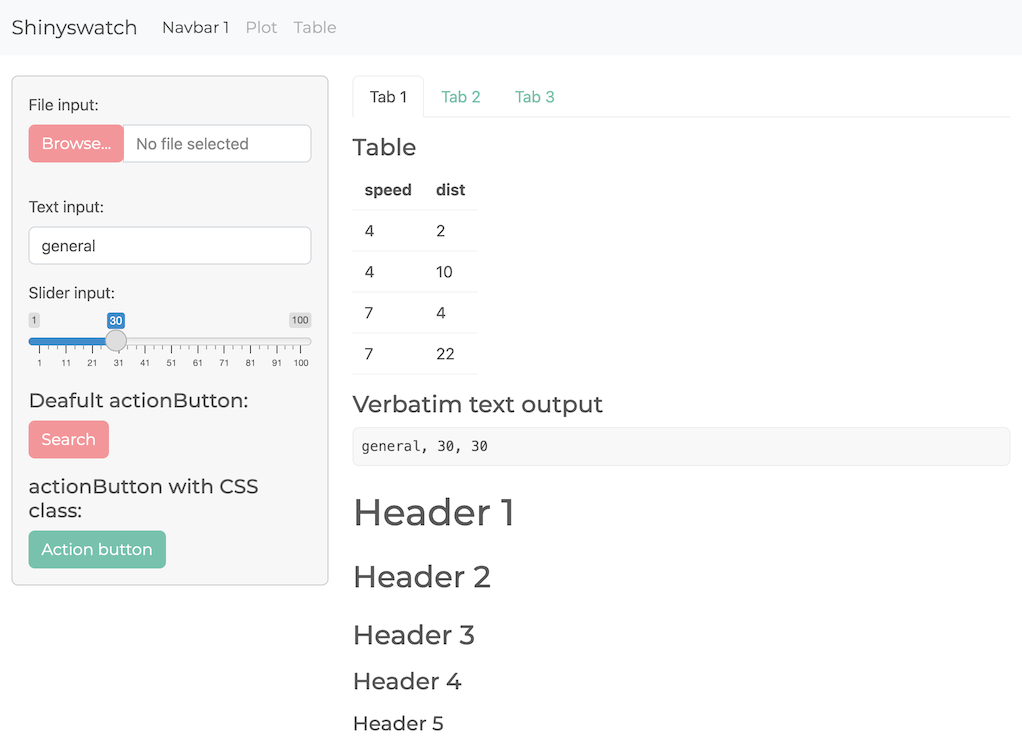 Shinyswatch Navbar 1 Plot Table
File input:
Browse... No file selected
Text input:
general
Slider input:
1 30 100
1 11 21 31 41 51 61 71 81 91 100
Deafult actionButton:
Search
actionButton with CSS
class:
Action button
Tab 1 Tab 2 Tab 3
Table
speed dist
4 2
4 10
7 4
7 22
Verbatim text output
general, 30, 30
Header 1
Header 2
Header 3
Header 4
Header 5